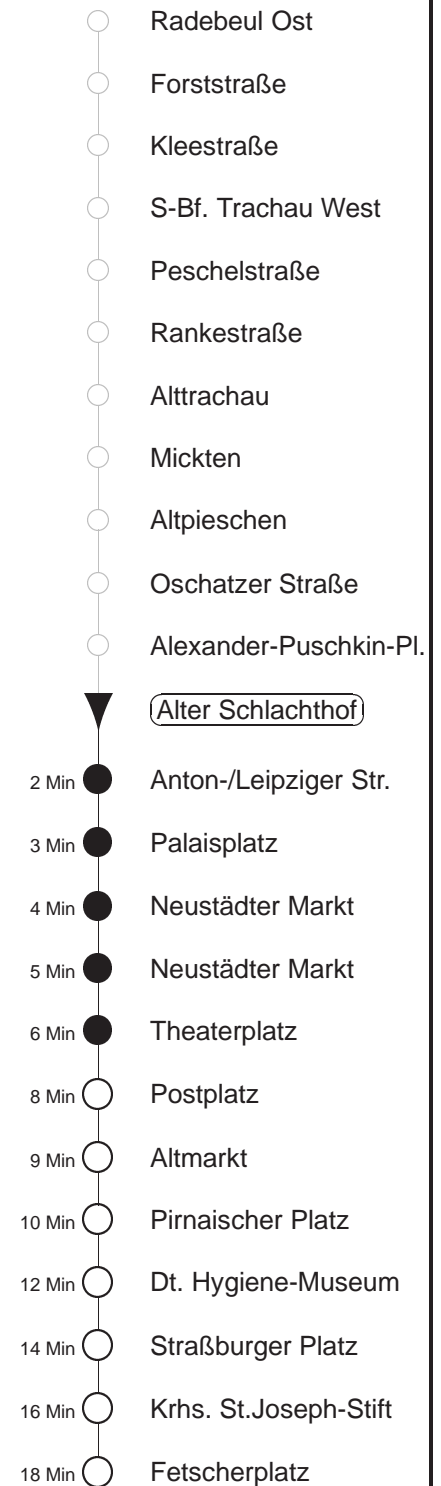 Radebeul Ost
Forststraße
Kleestraße
S-Bf. Trachau West
Peschelstraße
Rankestraße
Alttrachau
Mickten
Altpieschen
Oschatzer Straße
Alexander-Puschkin-Pl.
Alter Schlachthof
2 Min Anton-/Leipziger Str.
3 Min Palaisplatz
4 Min Neustädter Markt
5 Min Neustädter Markt
6 Min Theaterplatz
8 Min Postplatz
9 Min Altmarkt
10 Min Pirnaischer Platz
12 Min Dt. Hygiene-Museum
14 Min Straßburger Platz
16 Min Krhs. St.Joseph-Stift
18 Min Fetscherplatz